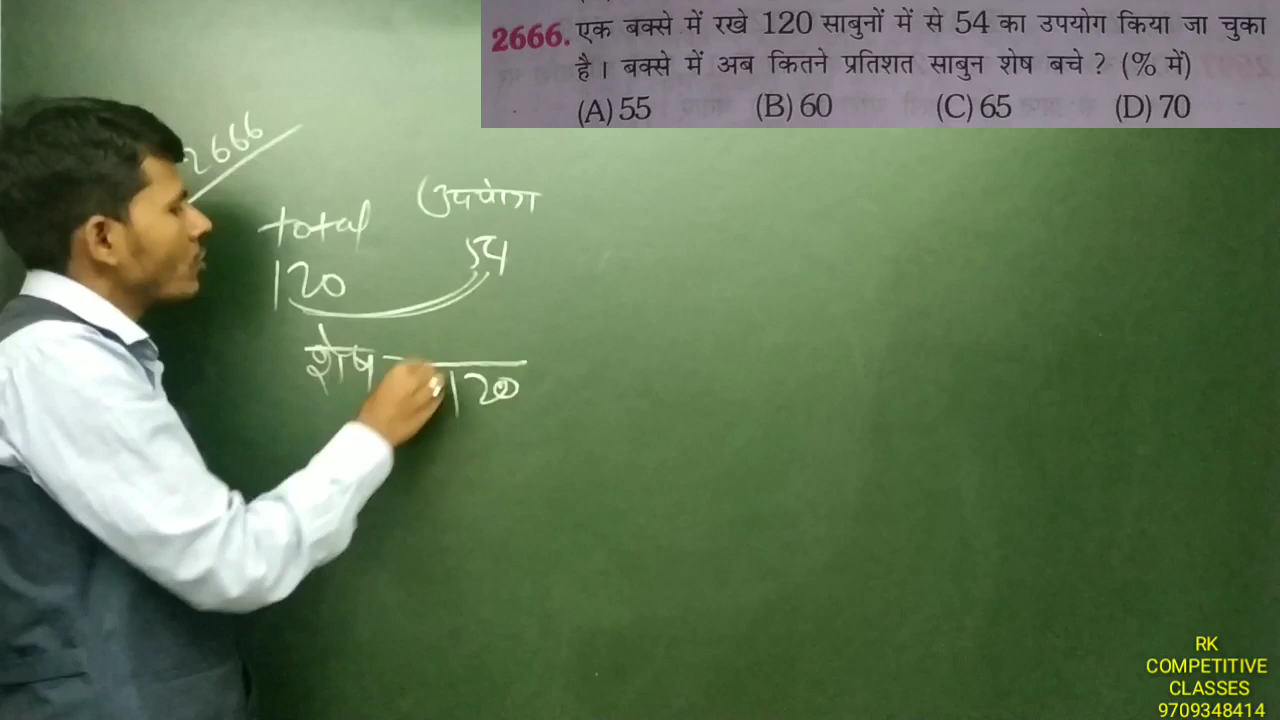 2666. एक बक्से में रखे 120 साबुनों में से 54 का उपयोग किया जा चुका
है। बक्से में अब कितने प्रतिशत साबुन शेष बचे ? (% में)
(A) 55 (B) 60 (C) 65 (D) 70
2666
total उपयोग
120 54
शेष
120
RK
COMPETITIVE
CLASSES
9709348414